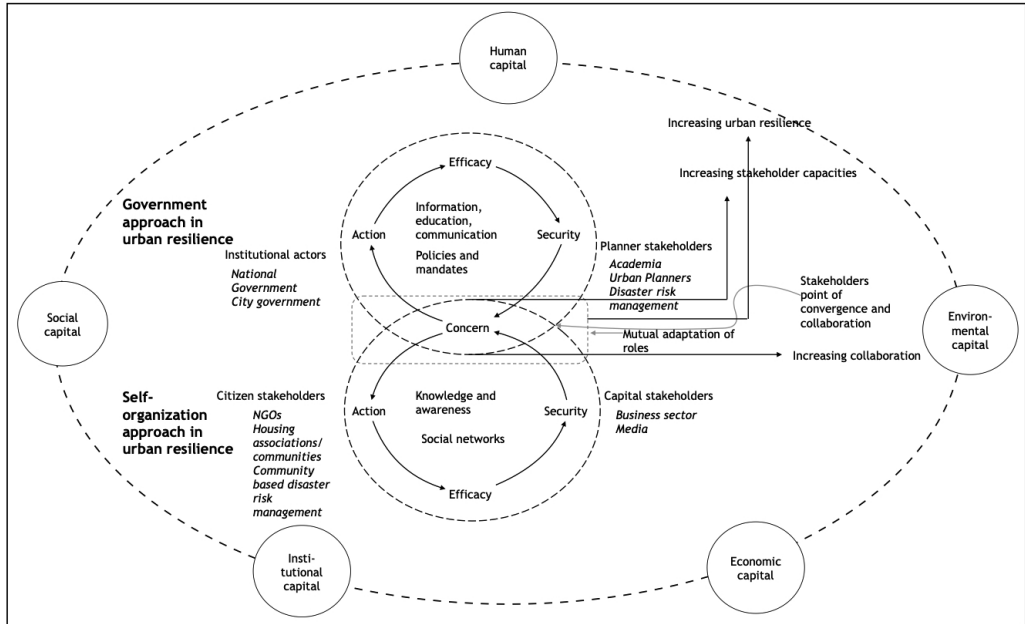 Human
capital
Increasing urban resilience
Efficacy
Increasing stakeholder capacities
Government
approach in
urban resilience
Information,
education,
communication
Action
Security
Policies and
mandates
Institutional actors
National
Government
City government
Planner stakeholders
Academia
Urban Planners
Disaster risk
management
Stakeholders
point of
convergence and
collaboration
Social
capital
Concern
Mutual adaptation of
roles
Environ-
mental capital
Increasing collaboration
Self-
organization
approach in
urban resilience
Citizen stakeholders
NGOs
Housing
associations/
communities
Community
based disaster
risk
management
Knowledge and
awareness
Action
Security
Social networks
Capital stakeholders
Business sector
Media
Efficacy
Insti-
tutional
capital
Economic
capital